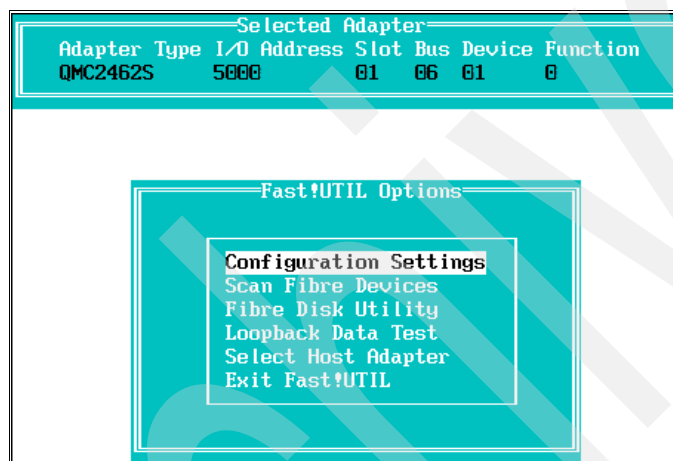 Selected Adapter
Adapter Type I/O Address Slot Bus Device Function
QMC2462S 5000 01 06 01 0
Fast!UTIL Options
Configuration Settings
Scan Fibre Devices
Fibre Disk Utility
Loopback Data Test
Select Host Adapter
Exit Fast!UTIL